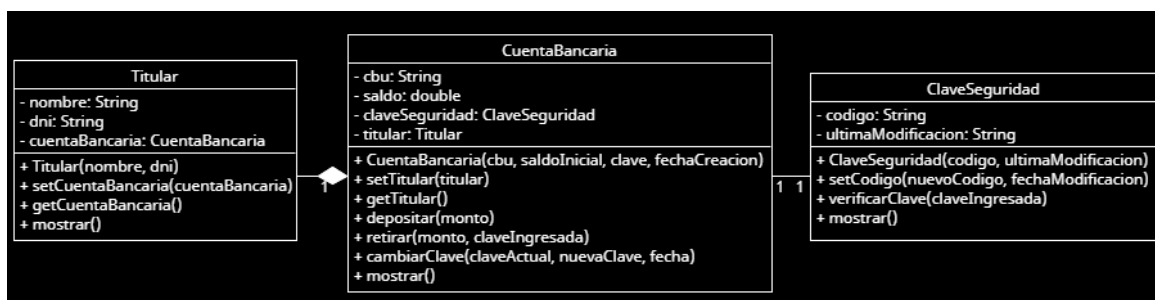 Titular
- nombre: String
- dni: String
- cuentaBancaria: CuentaBancaria
+ Titular(nombre, dni)
+ setCuentaBancaria(cuentaBancaria)
+ getCuentaBancaria()
+ mostrar()
1
CuentaBancaria
- cbu: String
- saldo: double
- claveSeguridad: ClaveSeguridad
- titular: Titular
+ CuentaBancaria(cbu, saldoInicial, clave, fechaCreacion)
+ setTitular(titular)
+ getTitular()
+ depositar(monto)
+ retirar(monto, claveIngresada)
+ cambiarClave(claveActual, nuevaClave, fecha)
+ mostrar()
1 1
ClaveSeguridad
- codigo: String
- ultimaModificacion: String
+ ClaveSeguridad(codigo, ultimaModificacion)
+ setCodigo(nuevoCodigo, fechaModificacion)
+ verificarClave(claveIngresada)
+ mostrar()